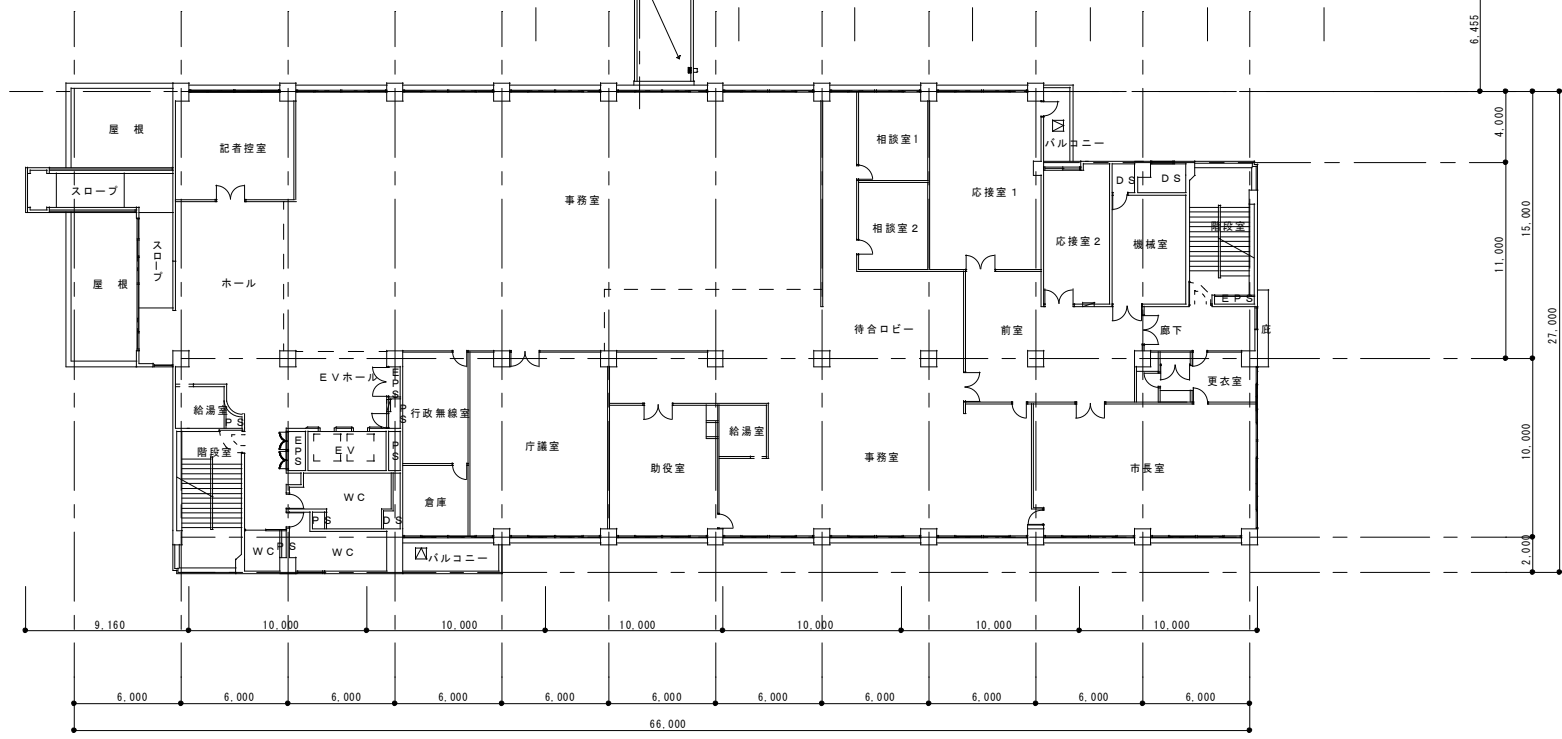 6,455
屋 根
記者控室
事務室
相談室1
バルコニー
スロープ
応接室1
DS
DS
相談室2
応接室2
機械室
階段室
スロープ
屋 根
ホール
EPS
待合ロビー
前室
廊下
庇
EVホール
EPS
更衣室
給湯室
PS
PS
行政無線室
庁議室
給湯室
階段室
EPS
EV
PS
助役室
事務室
市長室
WC
倉庫
PS
DS
WC
PS
WC
バルコニー
4,000
11,000
15,000
27,000
10,000
2,000
9,160
10,000
10,000
10,000
10,000
10,000
10,000
6,000
6,000
6,000
6,000
6,000
6,000
6,000
6,000
6,000
6,000
6,000
66,000